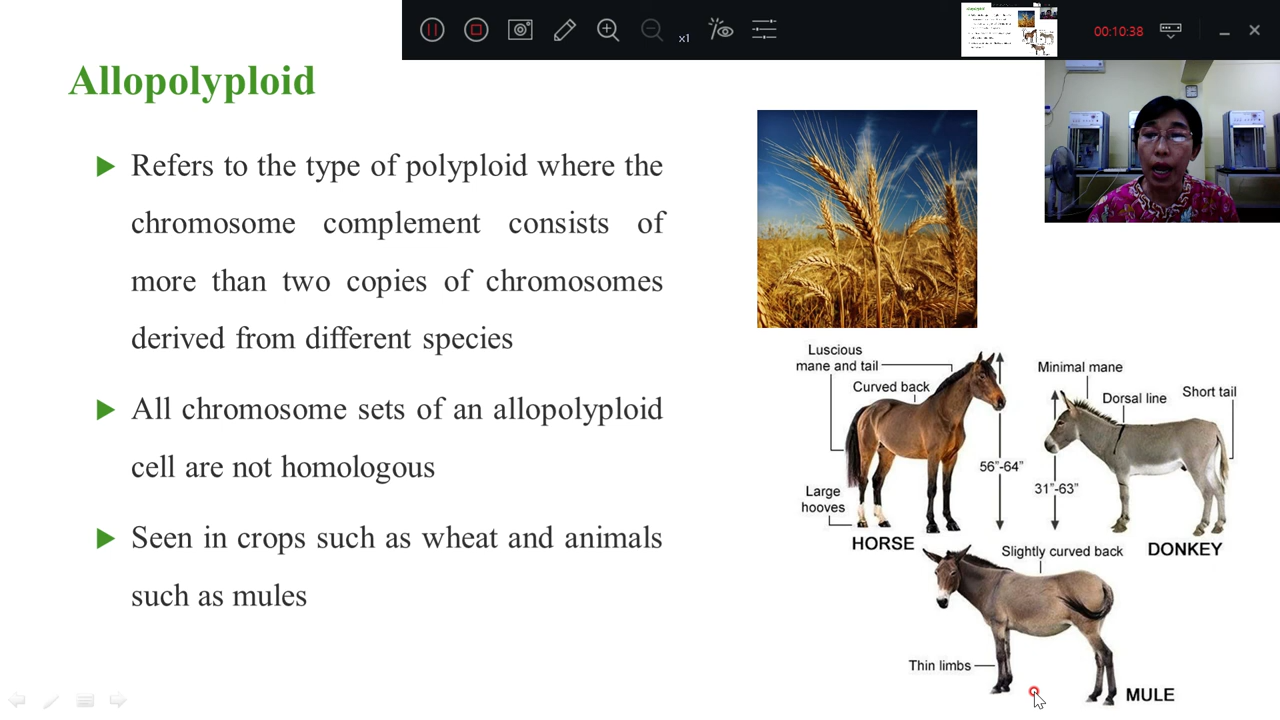 x1
00:10:38
Allopolyploid
Refers to the type of polyploid where the
chromosome complement consists of
more than two copies of chromosomes
derived from different species
All chromosome sets of an allopolyploid
cell are not homologous
Seen in crops such as wheat and animals
such as mules
Luscious
mane and tail
Curved back
Large
hooves
56”-64”
HORSE
Minimal mane
Dorsal line
Short tail
31”-63”
DONKEY
Slightly curved back
Thin limbs
MULE